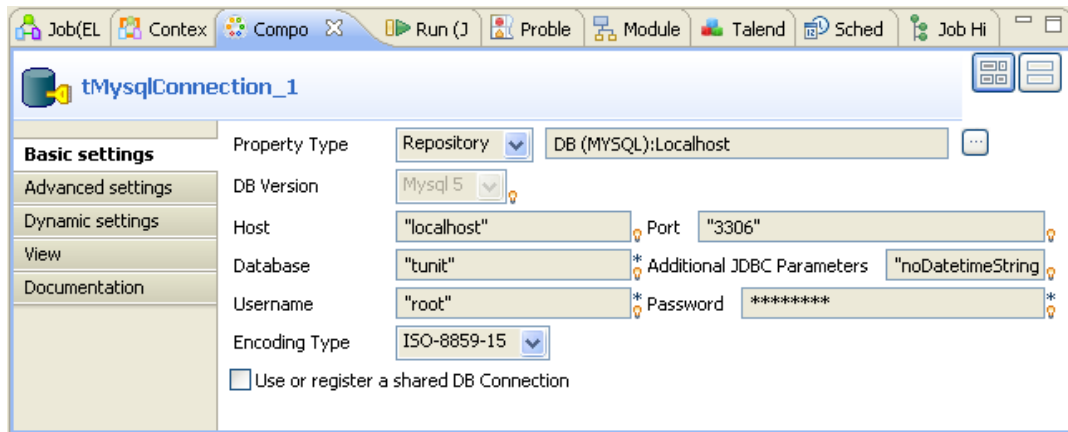 Job(EL Contex Compo Run (J Proble Module Talend Sched Job Hi
tMysqlConnection_1
Basic settings
Advanced settings
Dynamic settings
View
Documentation
Property Type Repository DB (MYSQL):Localhost ...
DB Version Mysql 5
Host "localhost" Port "3306"
Database "tunit" * Additional JDBC Parameters "noDatetimeString
Username "root" * Password ******** *
Encoding Type ISO-8859-15
Use or register a shared DB Connection